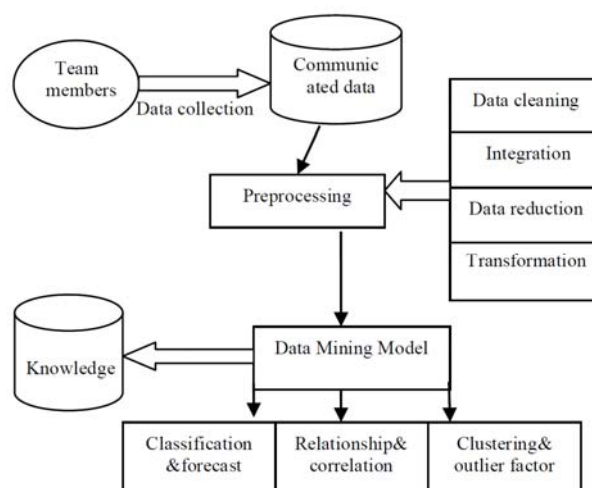 Team
members
Data collection
Communic
ated data
Data cleaning
Integration
Data reduction
Transformation
Preprocessing
Data Mining Model
Knowledge
Classification
&forecast
Relationship&
correlation
Clustering&
outlier factor